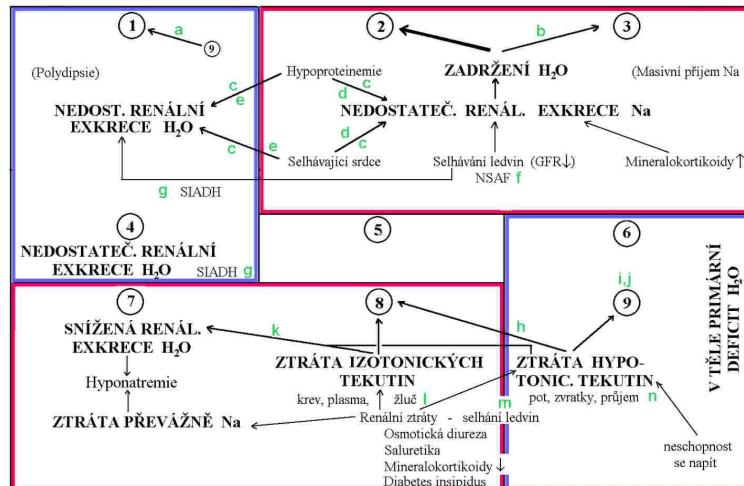 1
a
9
(Polydipsie)
c
e
NEDOST. RENÁLNÍ
EXKRECE H₂O
c
e
g SIADH
2
b
3
Hypoproteinemie
ZADRŽENÍ H₂O
(Masivní příjem Na
c
d
NEDOSTATEČ. RENÁL. EXKRECE Na
d
c
Selhávající srdce
Selhávání ledvin (GFR↓)
NSAF f
Mineralokortikoidy↑
4
NEDOSTATEČ. RENÁLNÍ
EXKRECE H₂O SIADH g
5
6
V TĚLE PRIMÁRNÍ
DEFICIT H₂O
i,j
7
8
9
h
SNÍŽENÁ RENÁL.
EXKRECE H₂O
k
Hyponatremie
ZTRÁTA PŘEVÁŽNĚ Na
ZTRÁTA IZOTONICKÝCH
TEKUTIN
krev, plasma, žluč l
ZTRÁTA HYPO-
TONIC. TEKUTIN
pot, zvratky, průjem n
m
Renální ztráty - selhání ledvin
Osmotická diureza
Saluretika
Mineralokortikoidy↓
Diabetes insipidus
neschopnost
se napít